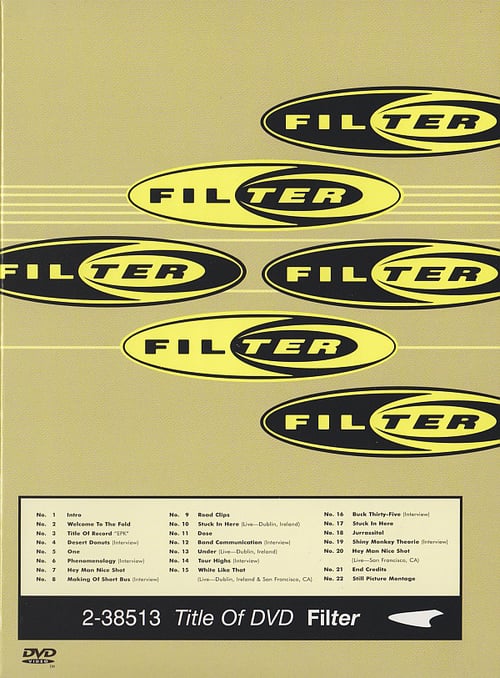 FILTER
FILTER
FILTER
FILTER
FILTER
FILTER
No. 1 Intro
No. 2 Welcome To The Fold
No. 3 Title Of Record "EPK"
No. 4 Desert Donuts (Interview)
No. 5 One
No. 6 Phenomenology (Interview)
No. 7 Hey Man Nice Shot
No. 8 Making Of Short Bus (Interview)
No. 9 Road Clips
No. 10 Stuck In Here (Live—Dublin, Ireland)
No. 11 Dose
No. 12 Band Communication (Interview)
No. 13 Under (Live—Dublin, Ireland)
No. 14 Tour Highs (Interview)
No. 15 White Like That
(Live—Dublin, Ireland & San Francisco, CA)
No. 16 Buck Thirty-Five (Interview)
No. 17 Stuck In Here
No. 18 Jurrassitol
No. 19 Shiny Monkey Theorie (Interview)
No. 20 Hey Man Nice Shot
(Live—San Francisco, CA)
No. 21 End Credits
No. 22 Still Picture Montage
2-38513 Title Of DVD Filter
DVD
VIDEO
TM